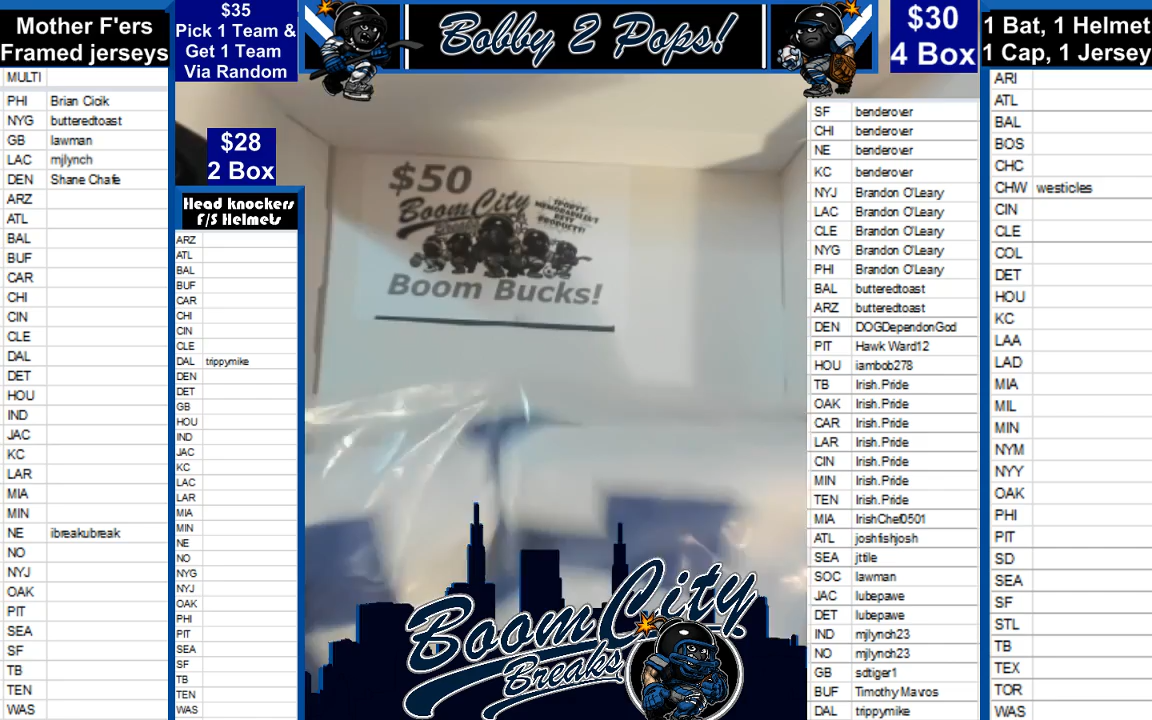 Mother F'ers
Framed jerseys
MULTI
PHI Brian Cicik
NYG butteredtoast
GB lawman
LAC mjlynch
DEN Shane Chafe
ARZ
ATL
BAL
BUF
CAR
CHI
CIN
CLE
DAL
DET
HOU
IND
JAC
KC
LAR
MIA
MIN
NE ibreakubreak
NO
NYJ
OAK
PIT
SEA
SF
TB
TEN
WAS
$35
Pick 1 Team &
Get 1 Team
Via Random
$28
2 Box
Head knockers
F/S Helmets
ARZ
ATL
BAL
BUF
CAR
CHI
CIN
CLE
DAL trippymike
DEN
DET
GB
HOU
IND
JAC
KC
LAC
LAR
MIA
MIN
NE
NO
NYG
NYJ
OAK
PHI
PIT
SEA
SF
TB
TEN
WAS
Bobby 2 Pops!
$50
Boom City
Boom Bucks!
Boom City
Breaks
$30
4 Box
SF benderover
CHI benderover
NE benderover
KC benderover
NYJ Brandon O'Leary
LAC Brandon O'Leary
CLE Brandon O'Leary
NYG Brandon O'Leary
PHI Brandon O'Leary
BAL butteredtoast
ARZ butteredtoast
DEN DOGDependonGod
PIT Hawk Ward12
HOU iambob278
TB Irish.Pride
OAK Irish.Pride
CAR Irish.Pride
LAR Irish.Pride
CIN Irish.Pride
MIN Irish.Pride
TEN Irish.Pride
MIA IrishChef0501
ATL joshfishjosh
SEA jttile
SOC lawman
JAC lubepawe
DET lubepawe
IND mjlynch23
NO mjlynch23
GB sdtiger1
BUF Timothy Mavros
DAL trippymike
1 Bat, 1 Helmet
1 Cap, 1 Jersey
ARI
ATL
BAL
BOS
CHC
CHW westicles
CIN
CLE
COL
DET
HOU
KC
LAA
LAD
MIA
MIL
MIN
NYM
NYY
OAK
PHI
PIT
SD
SEA
SF
STL
TB
TEX
TOR
WAS